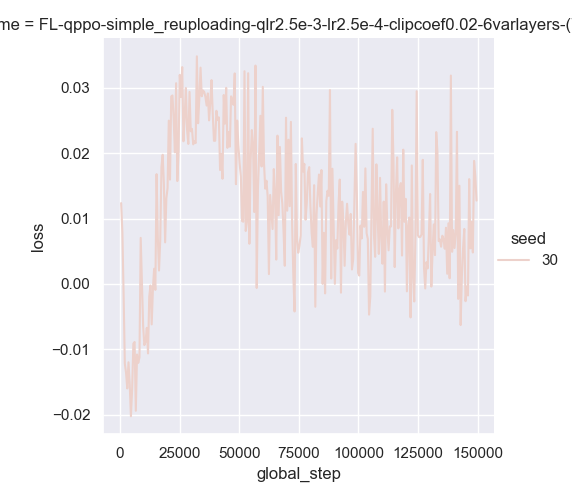 me = FL-qppo-simple_reuploading-qlr2.5e-3-lr2.5e-4-clipcoef0.02-6varlayers-(
0.03
0.02
0.01
0.00
−0.01
−0.02
loss
0 25000 50000 75000 100000 125000 150000
global_step
seed
30